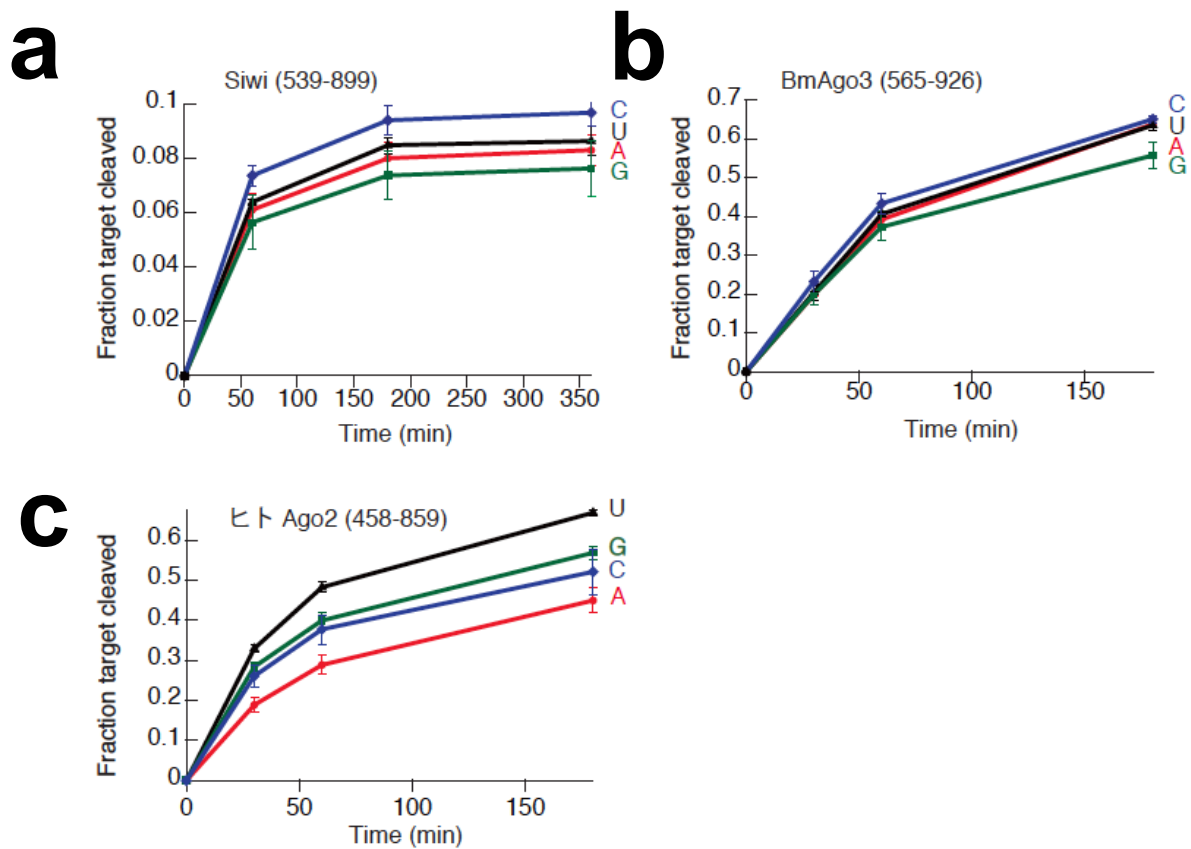 a
Siwi (539-899)
Fraction target cleaved
0.1
0.08
0.06
0.04
0.02
0
0 50 100 150 200 250 300 350
Time (min)
C
U
A
G
b
BmAgo3 (565-926)
Fraction target cleaved
0.7
0.6
0.5
0.4
0.3
0.2
0.1
0
0 50 100 150
Time (min)
C
U
A
G
c
ヒト Ago2 (458-859)
Fraction target cleaved
0.6
0.5
0.4
0.3
0.2
0.1
0
0 50 100 150
Time (min)
U
G
C
A